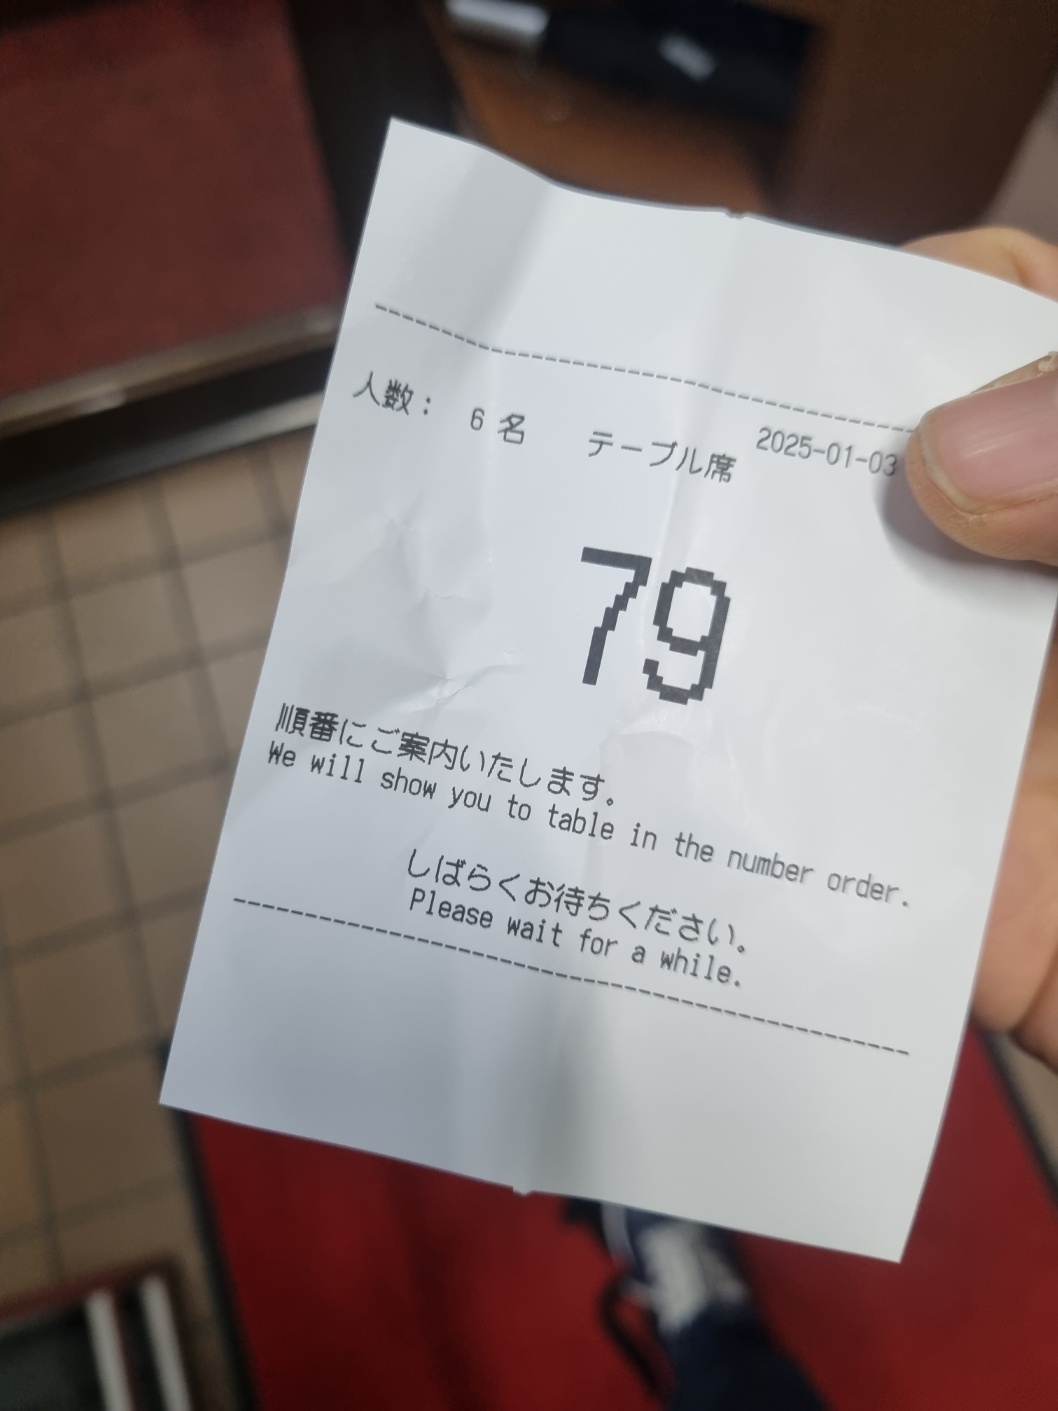 人数： 6 名 テーブル席 2025-01-03
79
順番にご案内いたします。
We will show you to table in the number order.
しばらくお待ちください。
Please wait for a while.